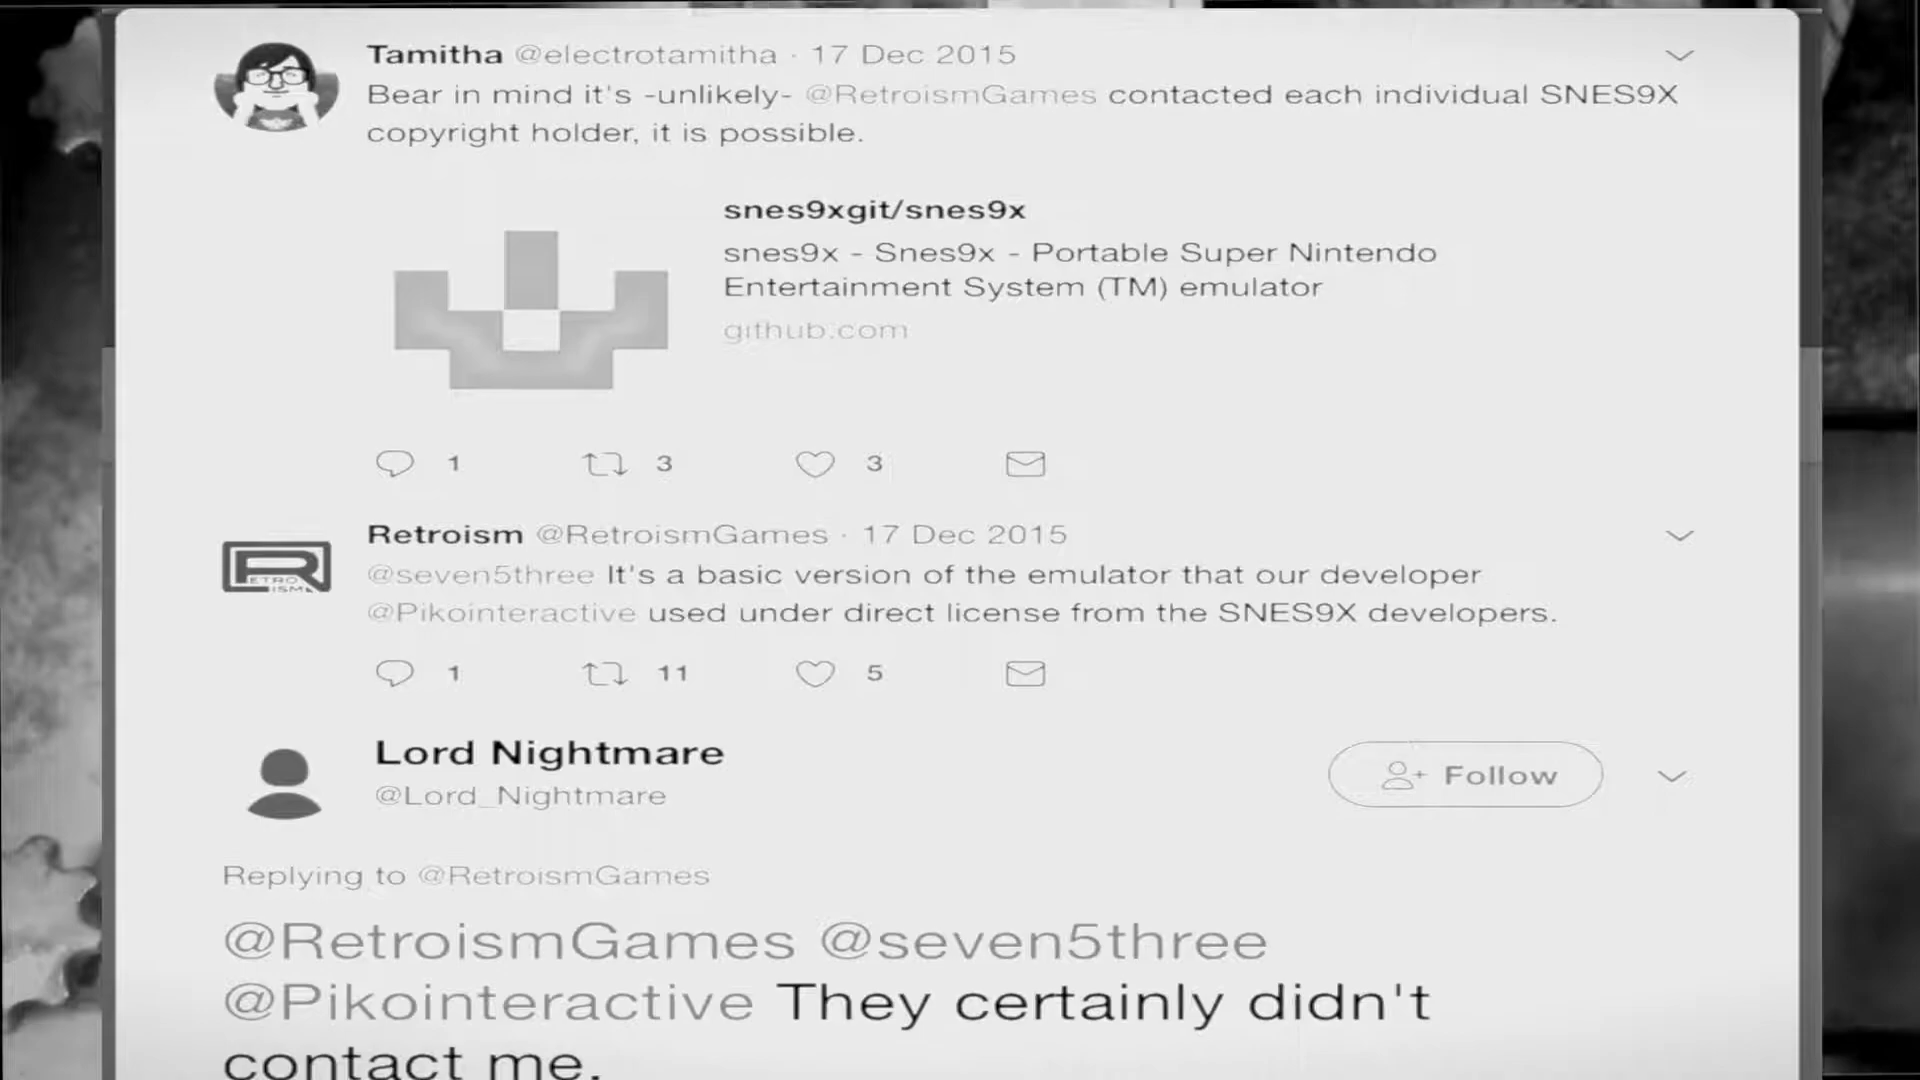 Tamitha @electrotamitha · 17 Dec 2015
Bear in mind it's -unlikely- @RetroismGames contacted each individual SNES9X
copyright holder, it is possible.
snes9xgit/snes9x
snes9x - Snes9x - Portable Super Nintendo
Entertainment System (TM) emulator
github.com
1 3 3
Retroism @RetroismGames · 17 Dec 2015
R
ETRO
ISM
@seven5three It's a basic version of the emulator that our developer
@Pikointeractive used under direct license from the SNES9X developers.
1 11 5
Lord Nightmare
@Lord_Nightmare
Follow
Replying to @RetroismGames
@RetroismGames @seven5three
@Pikointeractive They certainly didn't
contact me.